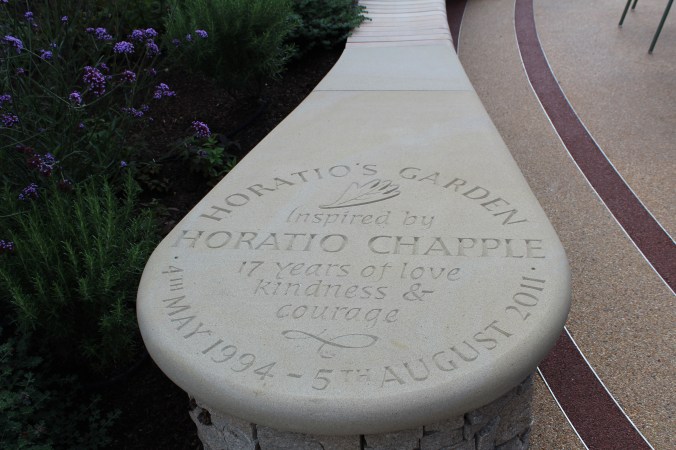 HORATIO'S GARDEN
Inspired by
HORATIO CHAPPLE
17 years of love
kindness &
courage
· 4TH MAY 1994 - 5TH AUGUST 2011 ·